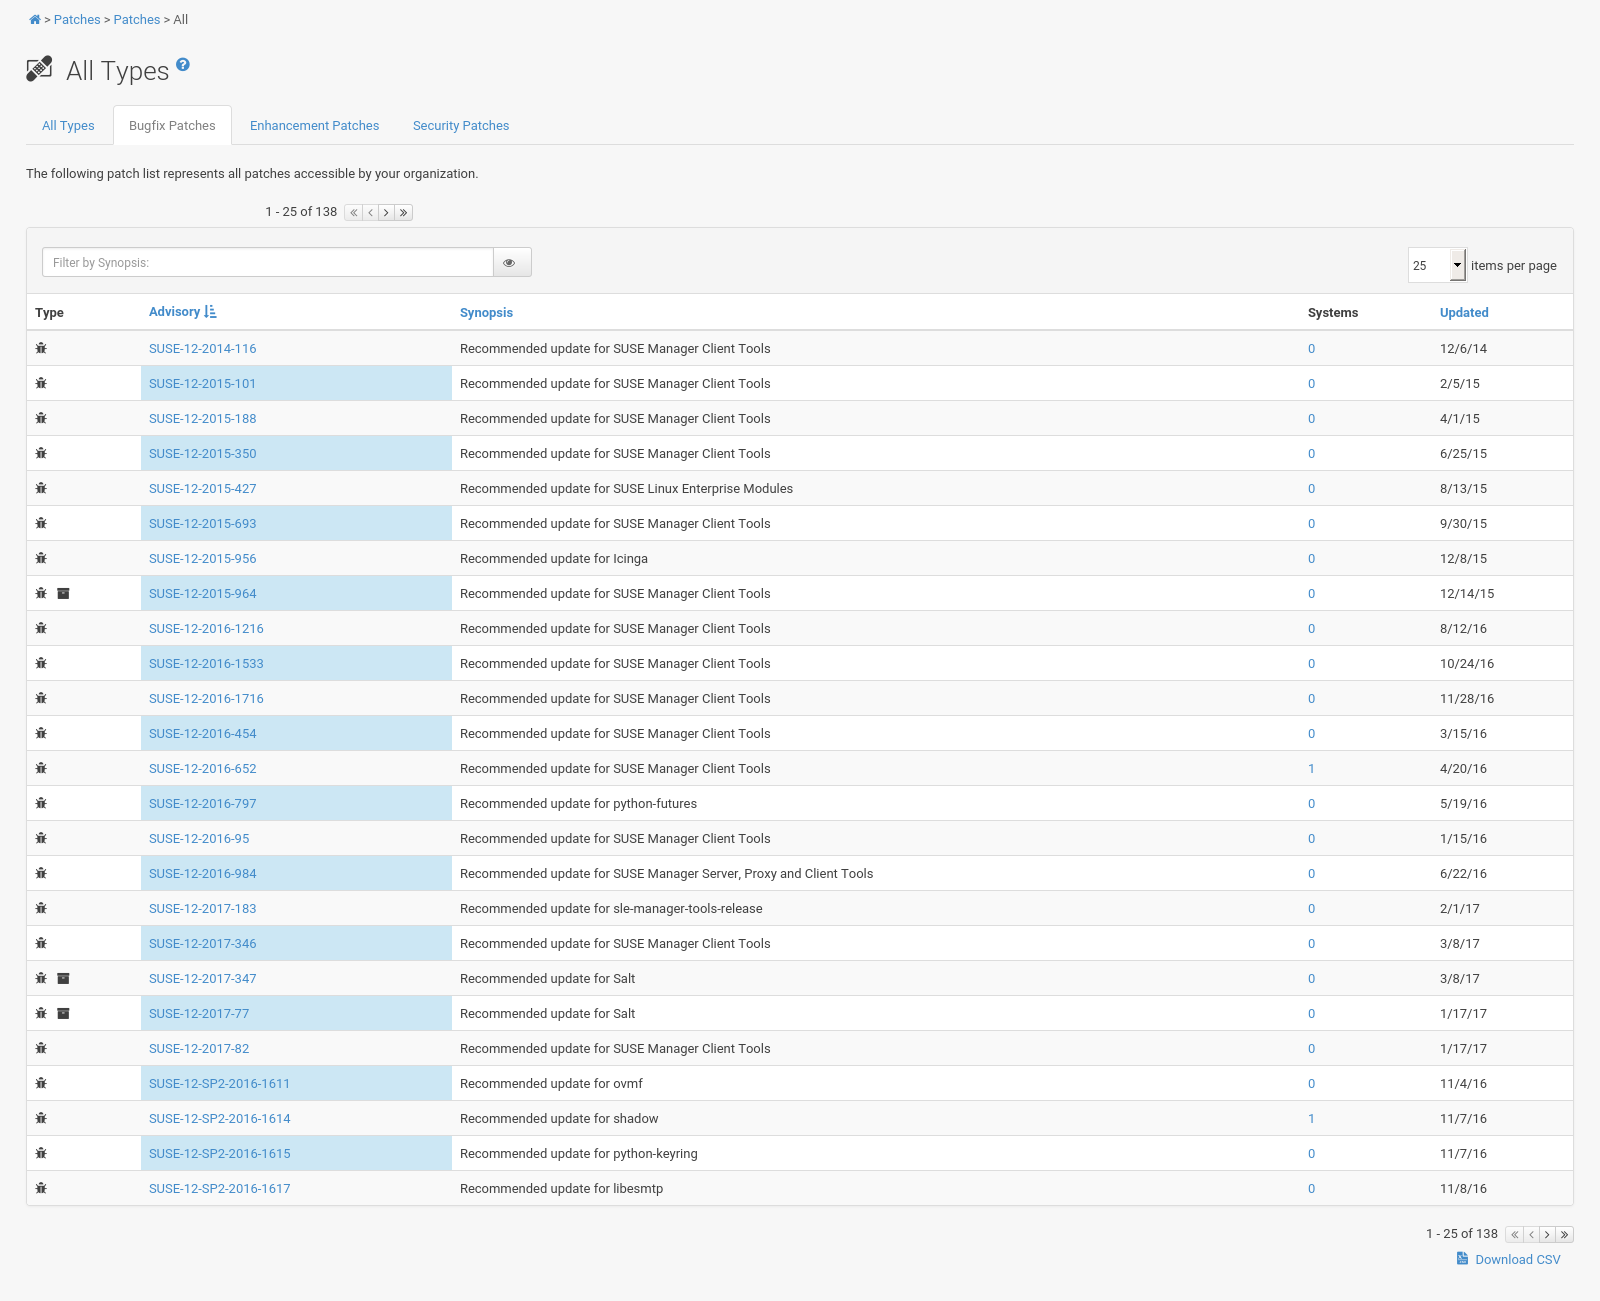 > Patches > Patches > All
All Types
All Types Bugfix Patches Enhancement Patches Security Patches
The following patch list represents all patches accessible by your organization.
1 - 25 of 138
Filter by Synopsis: 25 items per page
Type Advisory Synopsis Systems Updated
SUSE-12-2014-116 Recommended update for SUSE Manager Client Tools 0 12/6/14
SUSE-12-2015-101 Recommended update for SUSE Manager Client Tools 0 2/5/15
SUSE-12-2015-188 Recommended update for SUSE Manager Client Tools 0 4/1/15
SUSE-12-2015-350 Recommended update for SUSE Manager Client Tools 0 6/25/15
SUSE-12-2015-427 Recommended update for SUSE Linux Enterprise Modules 0 8/13/15
SUSE-12-2015-693 Recommended update for SUSE Manager Client Tools 0 9/30/15
SUSE-12-2015-956 Recommended update for Icinga 0 12/8/15
SUSE-12-2015-964 Recommended update for SUSE Manager Client Tools 0 12/14/15
SUSE-12-2016-1216 Recommended update for SUSE Manager Client Tools 0 8/12/16
SUSE-12-2016-1533 Recommended update for SUSE Manager Client Tools 0 10/24/16
SUSE-12-2016-1716 Recommended update for SUSE Manager Client Tools 0 11/28/16
SUSE-12-2016-454 Recommended update for SUSE Manager Client Tools 0 3/15/16
SUSE-12-2016-652 Recommended update for SUSE Manager Client Tools 1 4/20/16
SUSE-12-2016-797 Recommended update for python-futures 0 5/19/16
SUSE-12-2016-95 Recommended update for SUSE Manager Client Tools 0 1/15/16
SUSE-12-2016-984 Recommended update for SUSE Manager Server, Proxy and Client Tools 0 6/22/16
SUSE-12-2017-183 Recommended update for sle-manager-tools-release 0 2/1/17
SUSE-12-2017-346 Recommended update for SUSE Manager Client Tools 0 3/8/17
SUSE-12-2017-347 Recommended update for Salt 0 3/8/17
SUSE-12-2017-77 Recommended update for Salt 0 1/17/17
SUSE-12-2017-82 Recommended update for SUSE Manager Client Tools 0 1/17/17
SUSE-12-SP2-2016-1611 Recommended update for ovmf 0 11/4/16
SUSE-12-SP2-2016-1614 Recommended update for shadow 1 11/7/16
SUSE-12-SP2-2016-1615 Recommended update for python-keyring 0 11/7/16
SUSE-12-SP2-2016-1617 Recommended update for libesmtp 0 11/8/16
1 - 25 of 138
Download CSV